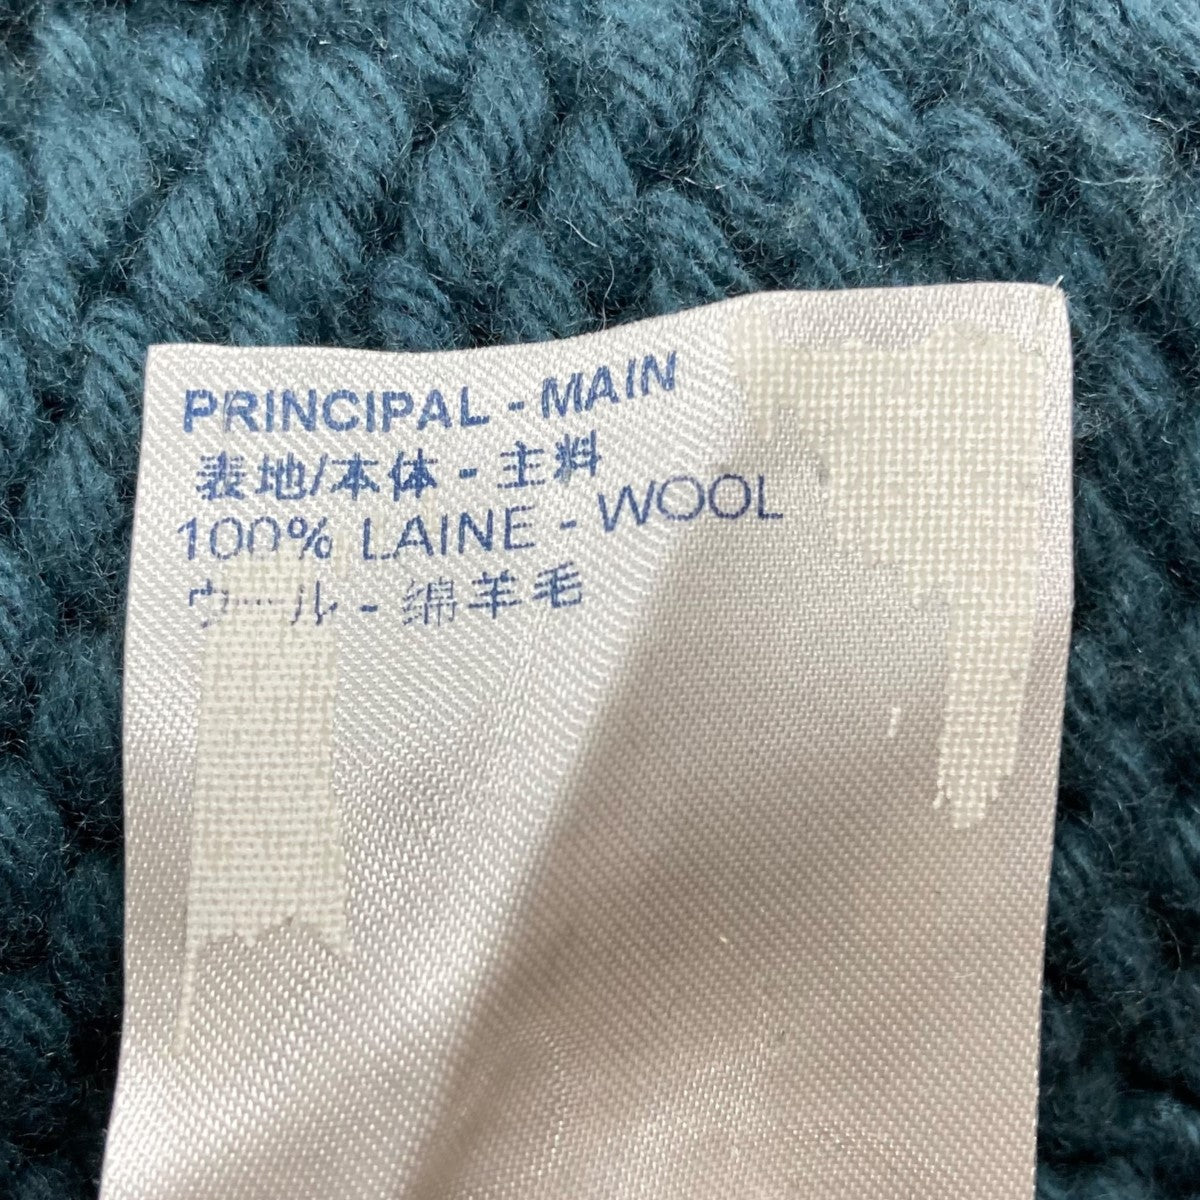 PRINCIPAL - MAIN
表地/本体 - 主料
100% LAINE - WOOL
ウール - 绵羊毛